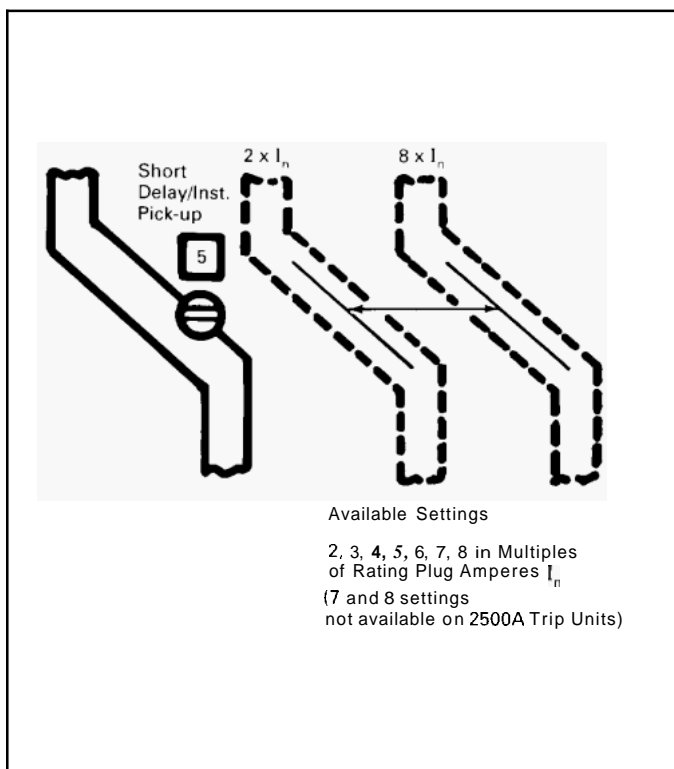 Short
Delay/Inst.
Pick-up
5
2 x In
8 x In
Available Settings
2, 3, 4, 5, 6, 7, 8 in Multiples
of Rating Plug Amperes In
(7 and 8 settings
not available on 2500A Trip Units)